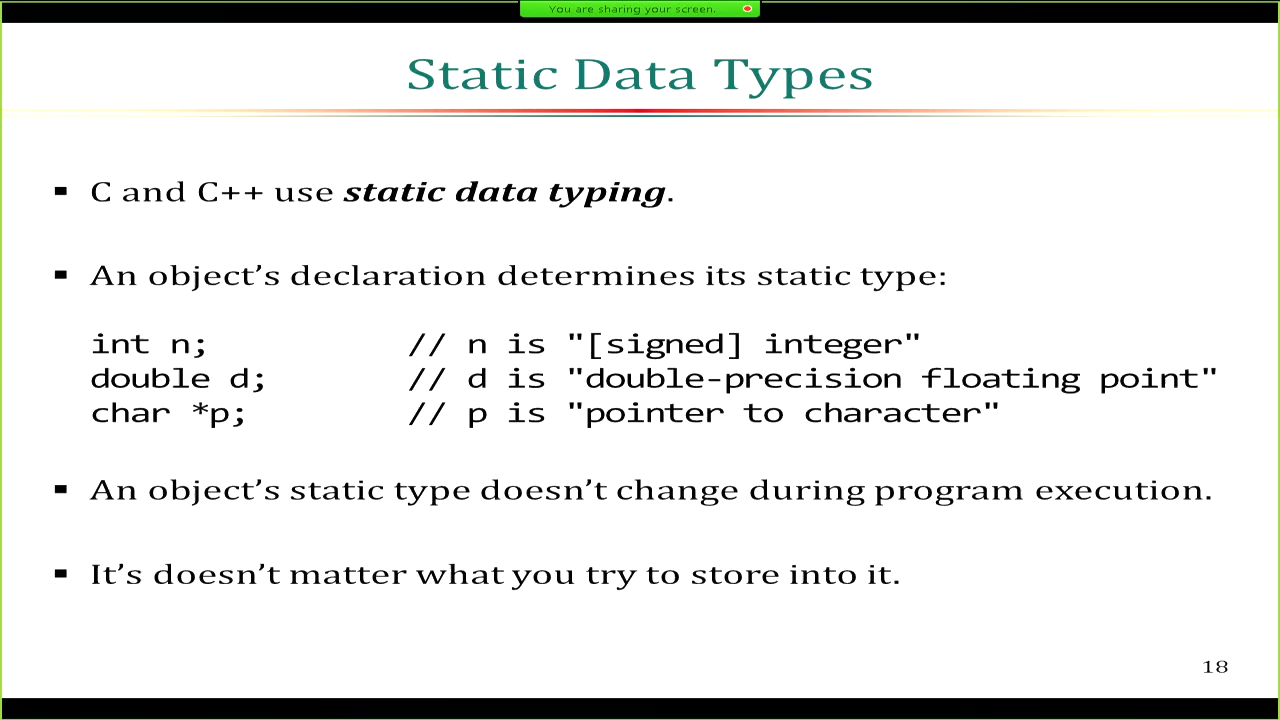 You are sharing your screen.
Static Data Types
▪ C and C++ use static data typing.
▪ An object’s declaration determines its static type:
int n; // n is "[signed] integer"
double d; // d is "double-precision floating point"
char *p; // p is "pointer to character"
▪ An object’s static type doesn’t change during program execution.
▪ It’s doesn’t matter what you try to store into it.
18